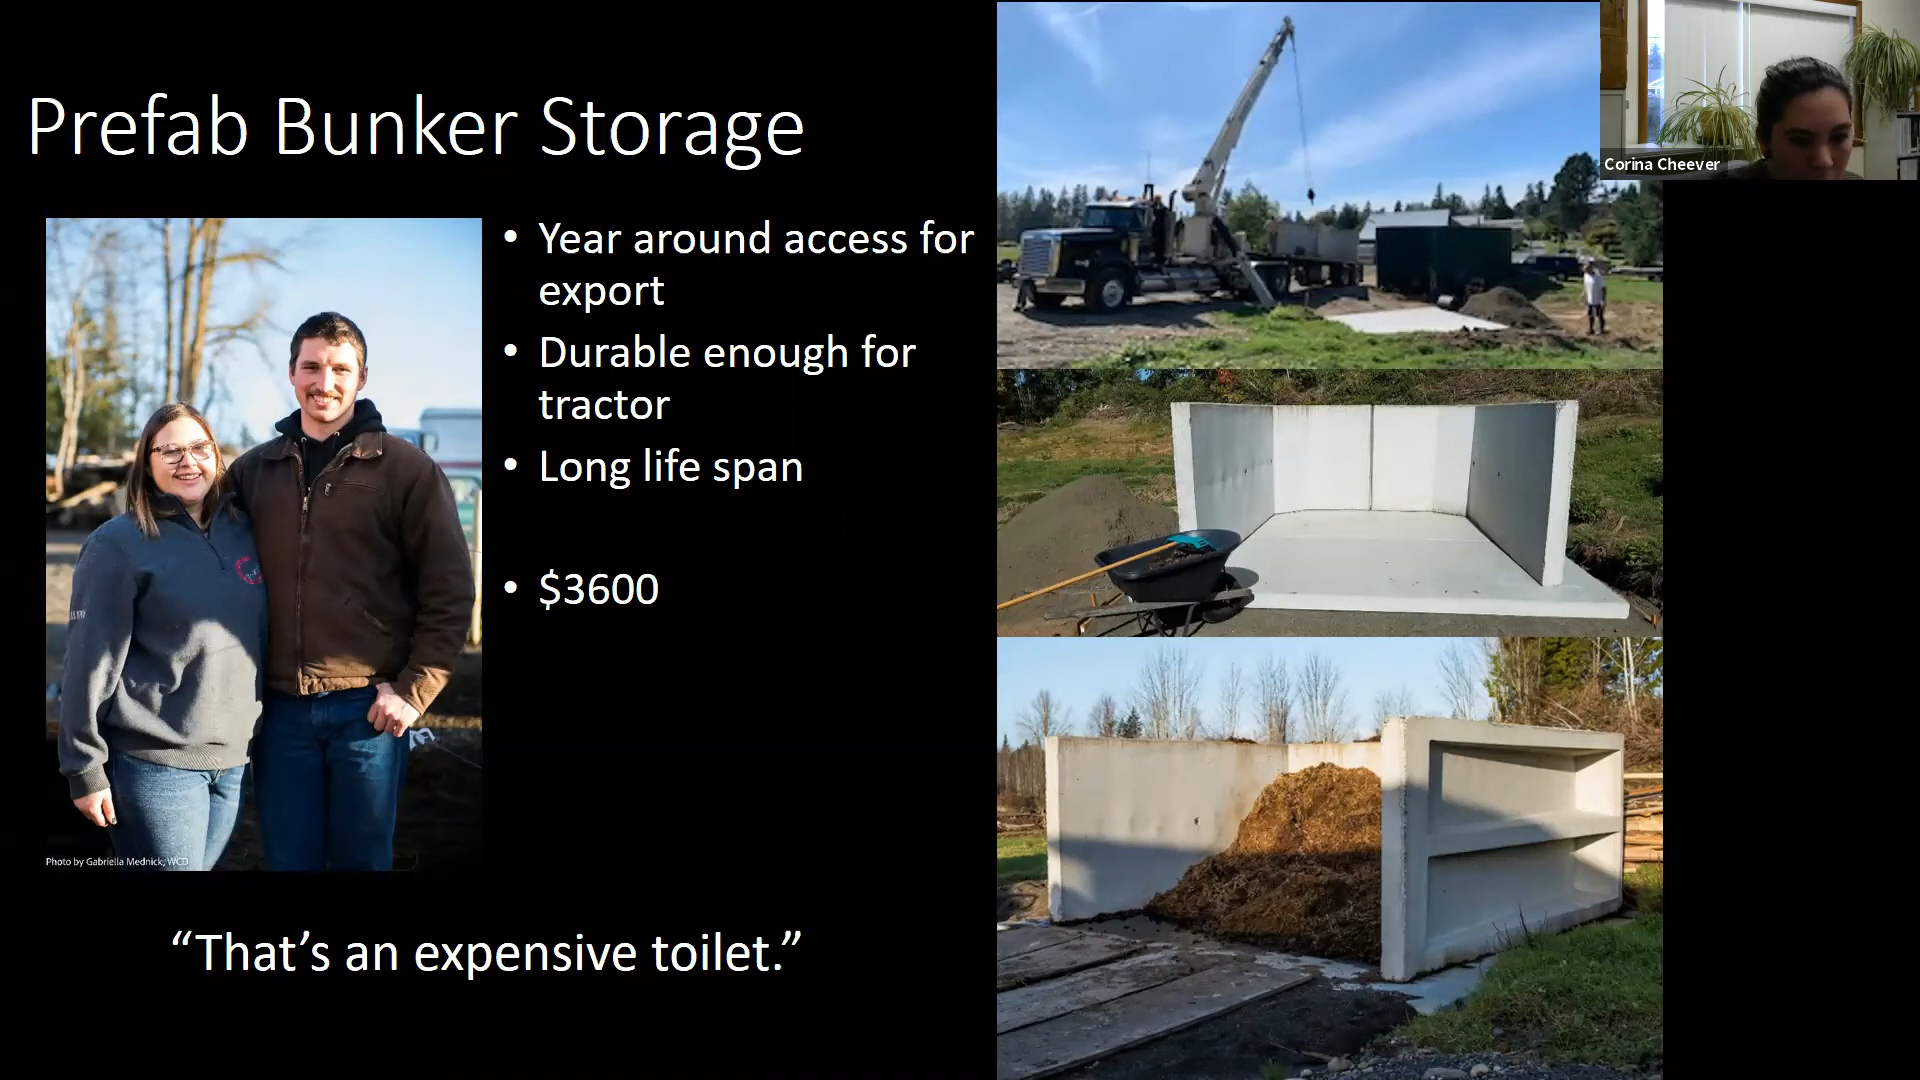 Prefab Bunker Storage
• Year around access for
export
• Durable enough for
tractor
• Long life span
• $3600
Photo by Gabriella Mednick, WCD
“That’s an expensive toilet.”
Corina Cheever